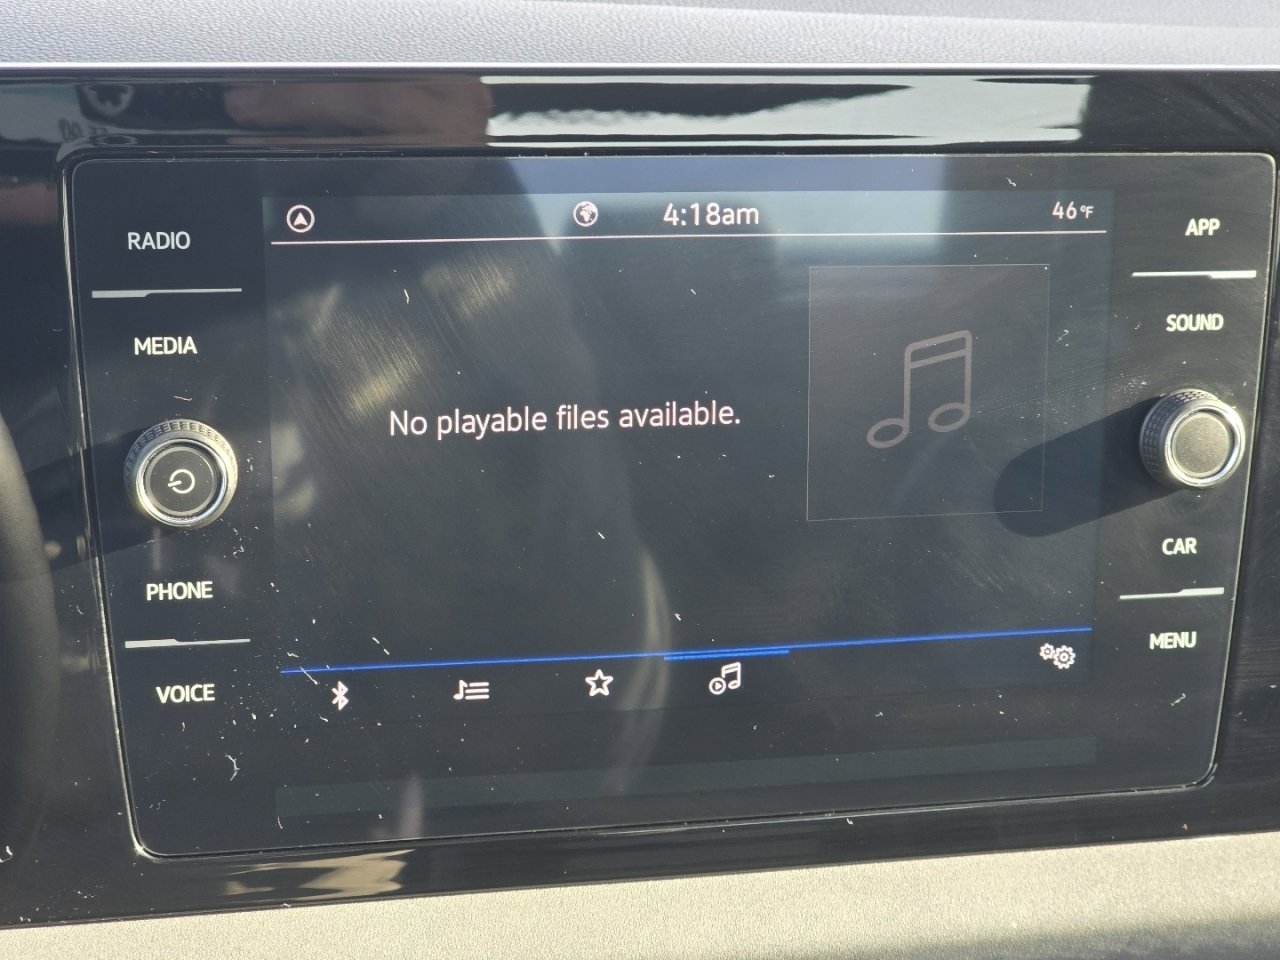 4:18am
46°F
RADIO
MEDIA
PHONE
VOICE
No playable files available.
APP
SOUND
CAR
MENU